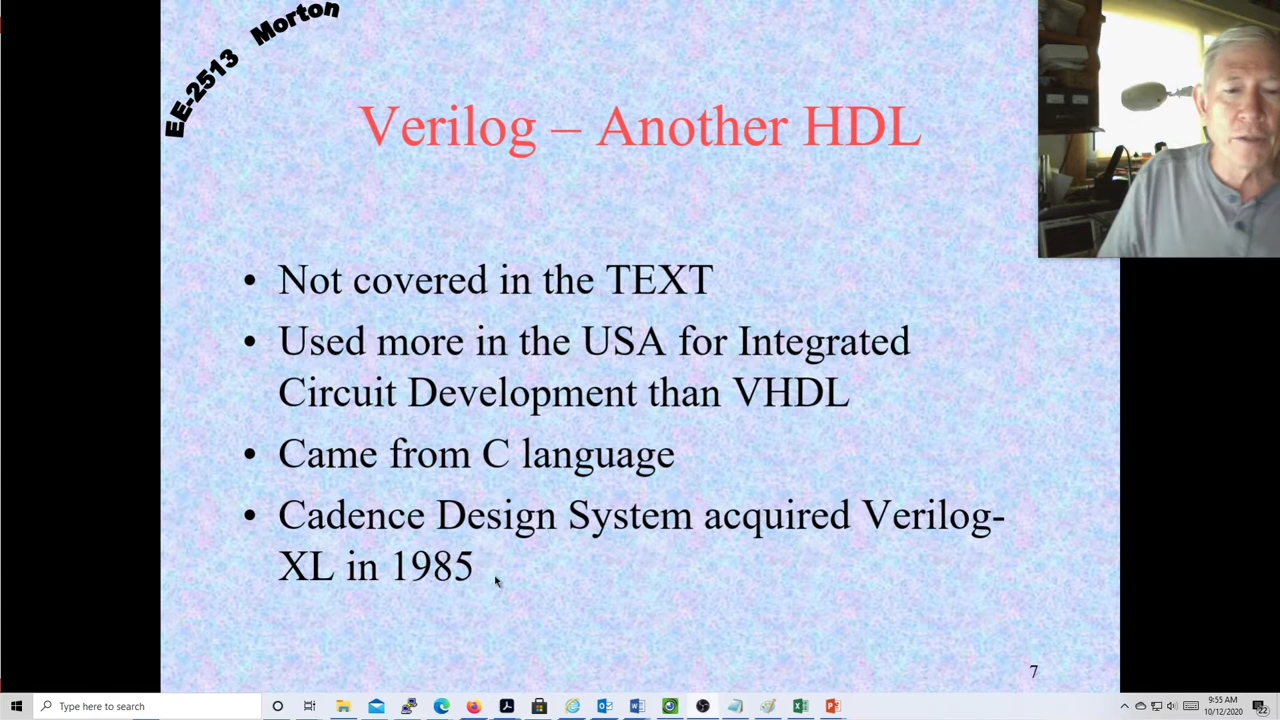 EE-2513 Morton
Verilog – Another HDL
• Not covered in the TEXT
• Used more in the USA for Integrated
Circuit Development than VHDL
• Came from C language
• Cadence Design System acquired Verilog-
XL in 1985
7
Type here to search
9:55 AM
10/12/2020
22